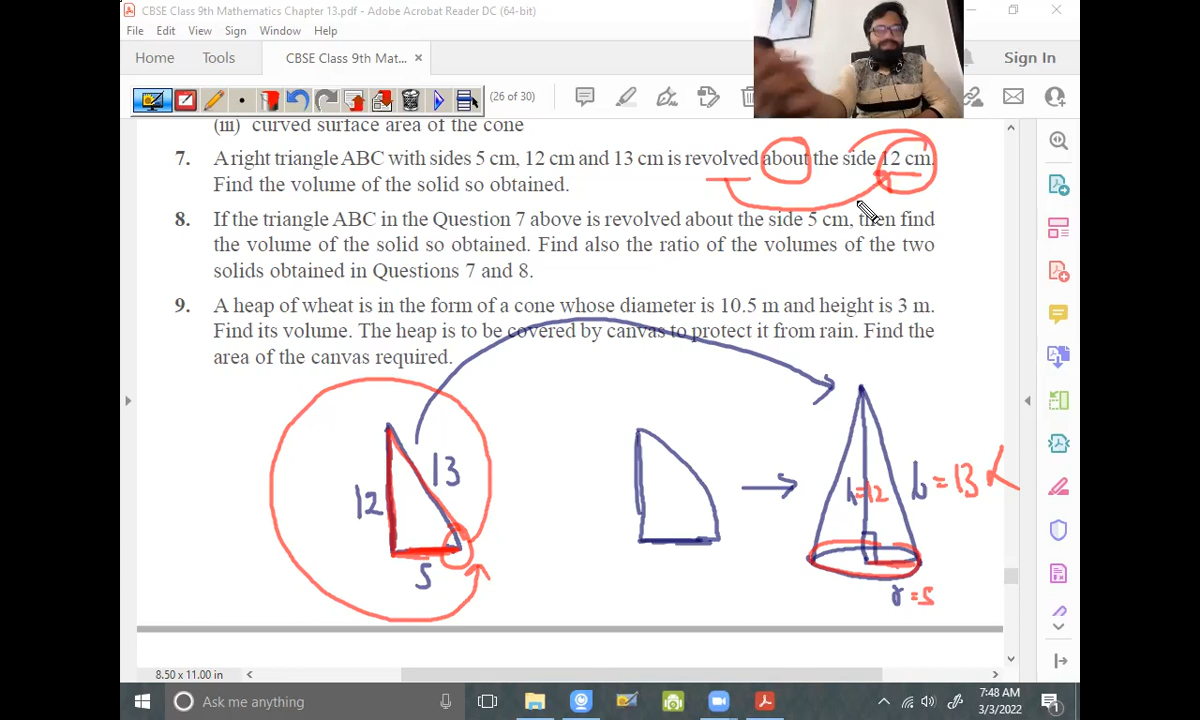 CBSE Class 9th Mathematics Chapter 13.pdf - Adobe Acrobat Reader DC (64-bit)
File Edit View Sign Window Help
Home Tools CBSE Class 9th Mat... × Sign In
(26 of 30)
(iii) curved surface area of the cone
7. A right triangle ABC with sides 5 cm, 12 cm and 13 cm is revolved about the side 12 cm.
Find the volume of the solid so obtained.
8. If the triangle ABC in the Question 7 above is revolved about the side 5 cm, then find
the volume of the solid so obtained. Find also the ratio of the volumes of the two
solids obtained in Questions 7 and 8.
9. A heap of wheat is in the form of a cone whose diameter is 10.5 m and height is 3 m.
Find its volume. The heap is to be covered by canvas to protect it from rain. Find the
area of the canvas required.
13
12
5
h=12
=13
r=5
8.50 x 11.00 in
Ask me anything
7:48 AM
3/3/2022
1